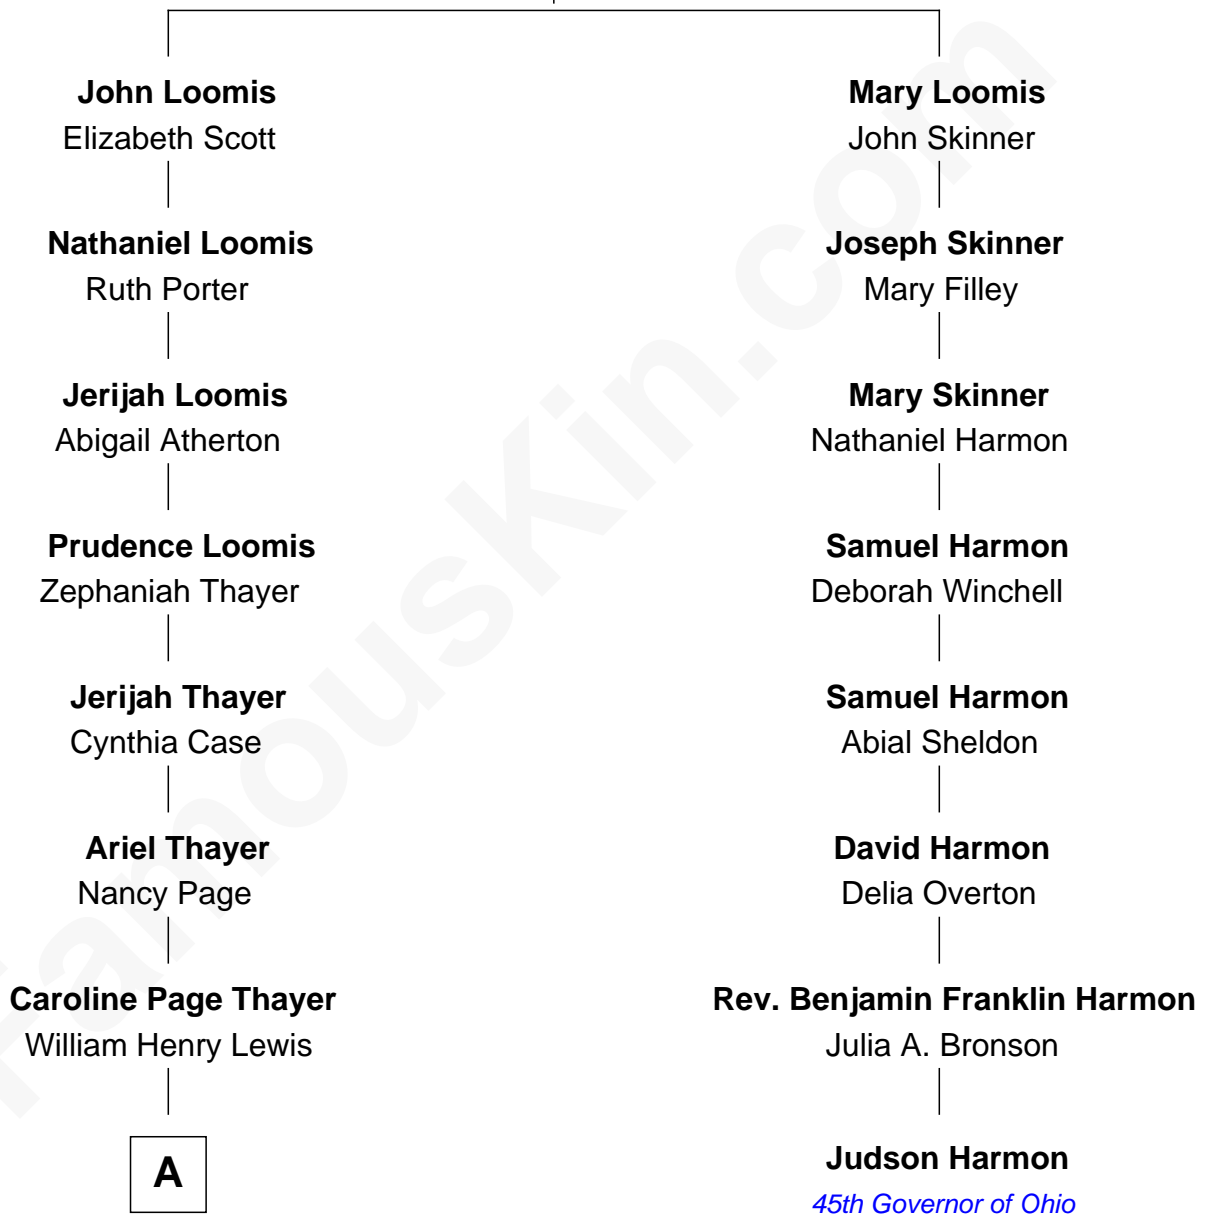 John Loomis
Elizabeth Scott
Nathaniel Loomis
Ruth Porter
Jerijah Loomis
Abigail Atherton
Prudence Loomis
Zephaniah Thayer
Jerijah Thayer
Cynthia Case
Ariel Thayer
Nancy Page
Caroline Page Thayer
William Henry Lewis
A
Mary Loomis
John Skinner
Joseph Skinner
Mary Filley
Mary Skinner
Nathaniel Harmon
Samuel Harmon
Deborah Winchell
Samuel Harmon
Abial Sheldon
David Harmon
Delia Overton
Rev. Benjamin Franklin Harmon
Julia A. Bronson
Judson Harmon
45th Governor of Ohio
FamousKin.com